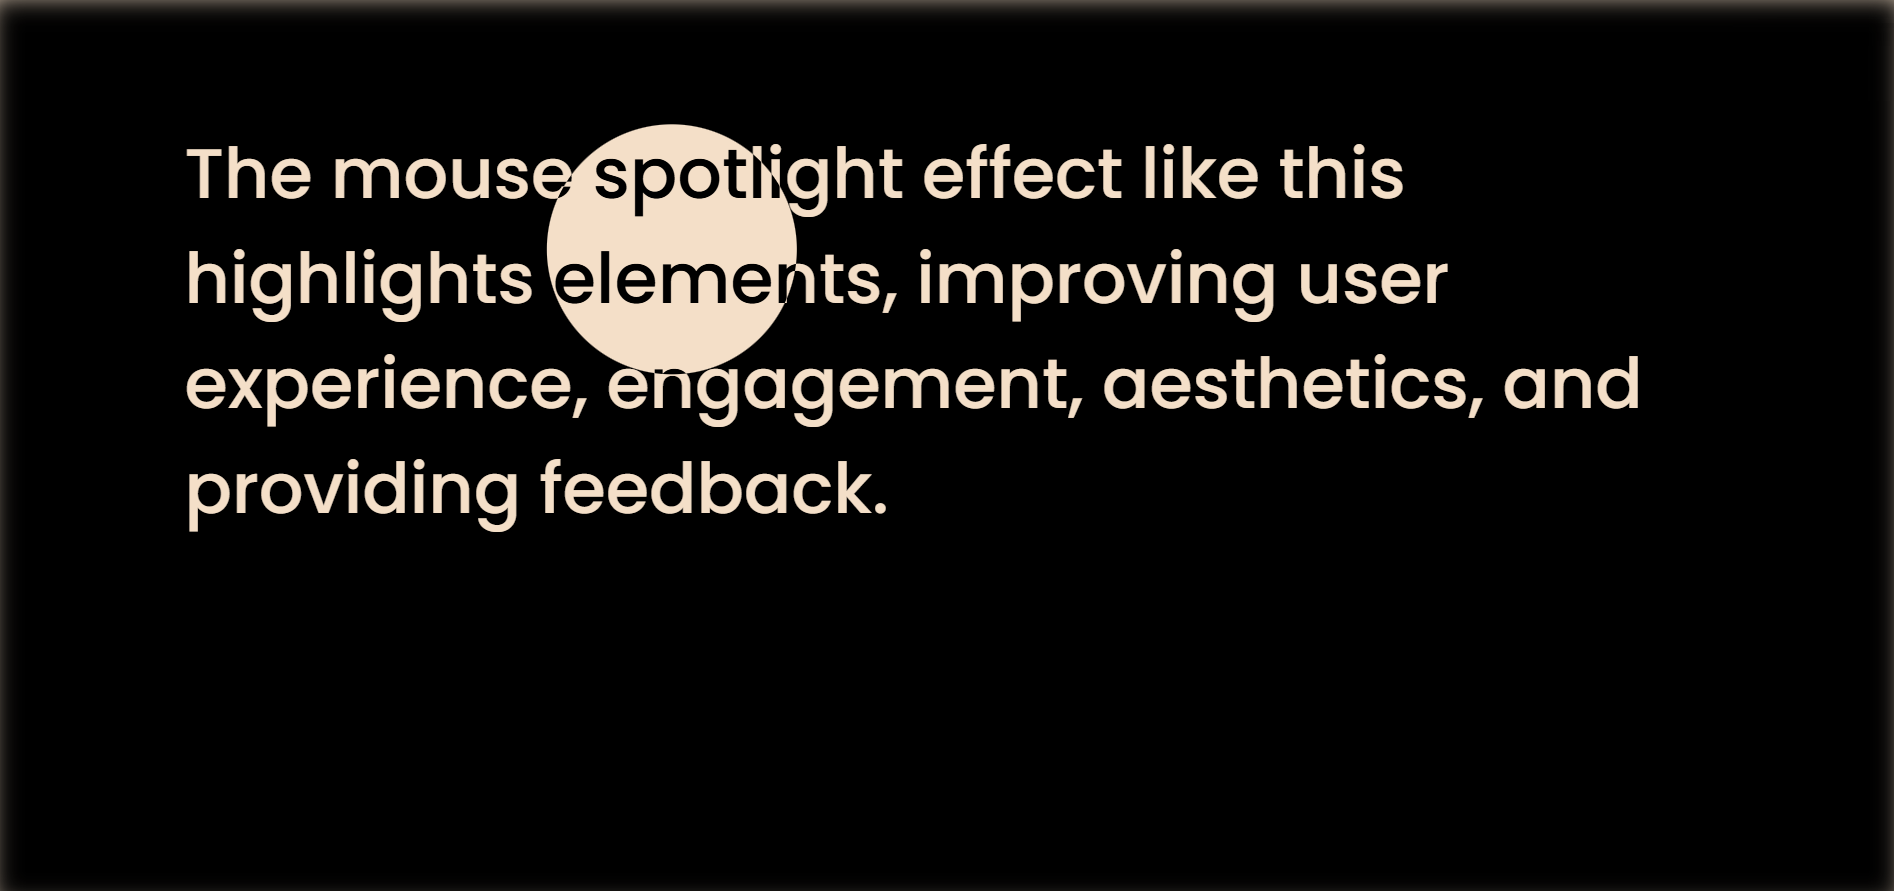 The mouse spotlight effect like this
highlights elements, improving user
experience, engagement, aesthetics, and
providing feedback.